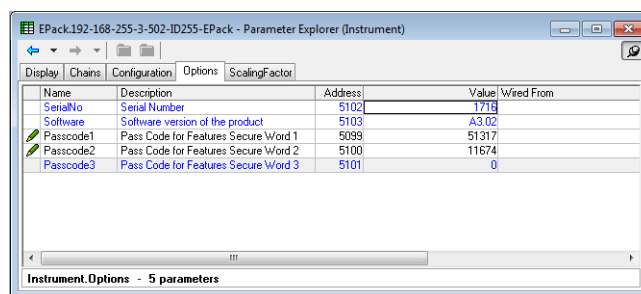 EPack.192-168-255-3-502-ID255-EPack - Parameter Explorer (Instrument)
Display Chains Configuration Options ScalingFactor
Name Description Address Value Wired From
SerialNo Serial Number 5102 1716
Software Software version of the product 5103 A3.02
Passcode1 Pass Code for Features Secure Word 1 5099 51317
Passcode2 Pass Code for Features Secure Word 2 5100 11674
Passcode3 Pass Code for Features Secure Word 3 5101 0
Instrument.Options - 5 parameters